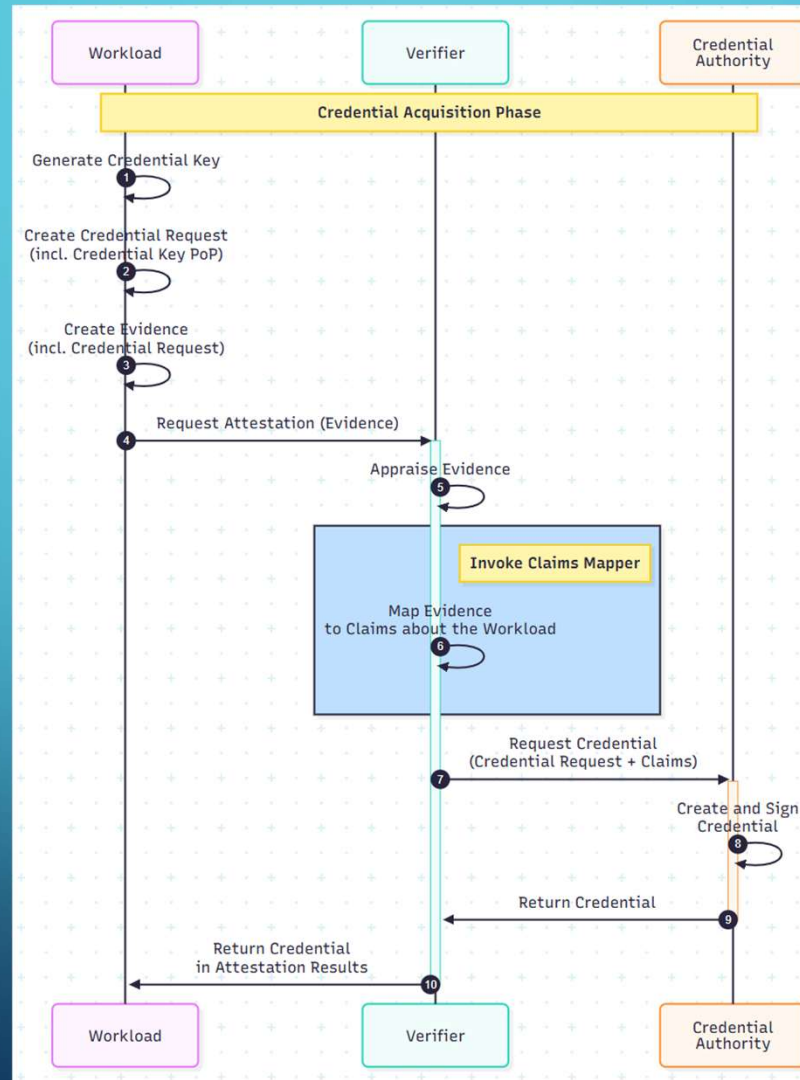 Workload
Verifier
Credential
Authority
Credential Acquisition Phase
Generate Credential Key
1
Create Credential Request
(incl. Credential Key PoP)
2
Create Evidence
(incl. Credential Request)
3
Request Attestation (Evidence)
4
Appraise Evidence
5
Invoke Claims Mapper
Map Evidence
to Claims about the Workload
6
Request Credential
(Credential Request + Claims)
7
Create and Sign
Credential
8
Return Credential
9
Return Credential
in Attestation Results
10
Workload
Verifier
Credential
Authority